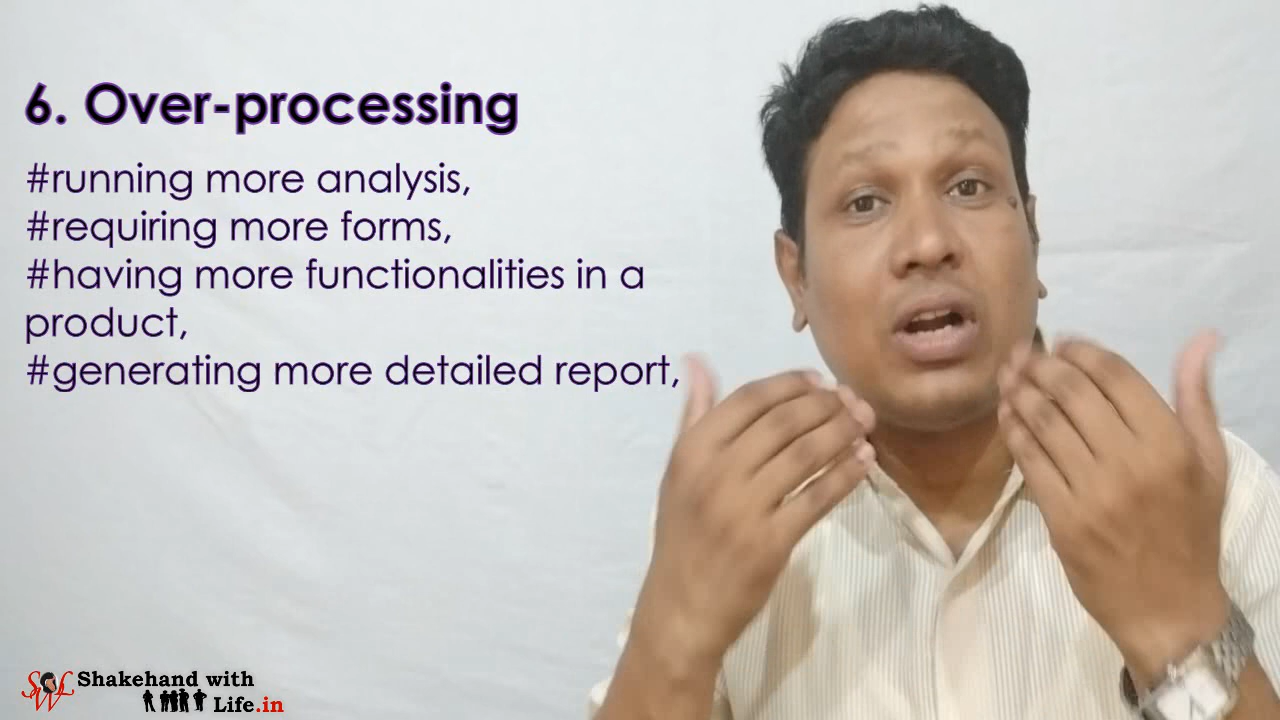 6. Over-processing
#running more analysis,
#requiring more forms,
#having more functionalities in a
product,
#generating more detailed report,
SWL
Shakehand with
Life.in